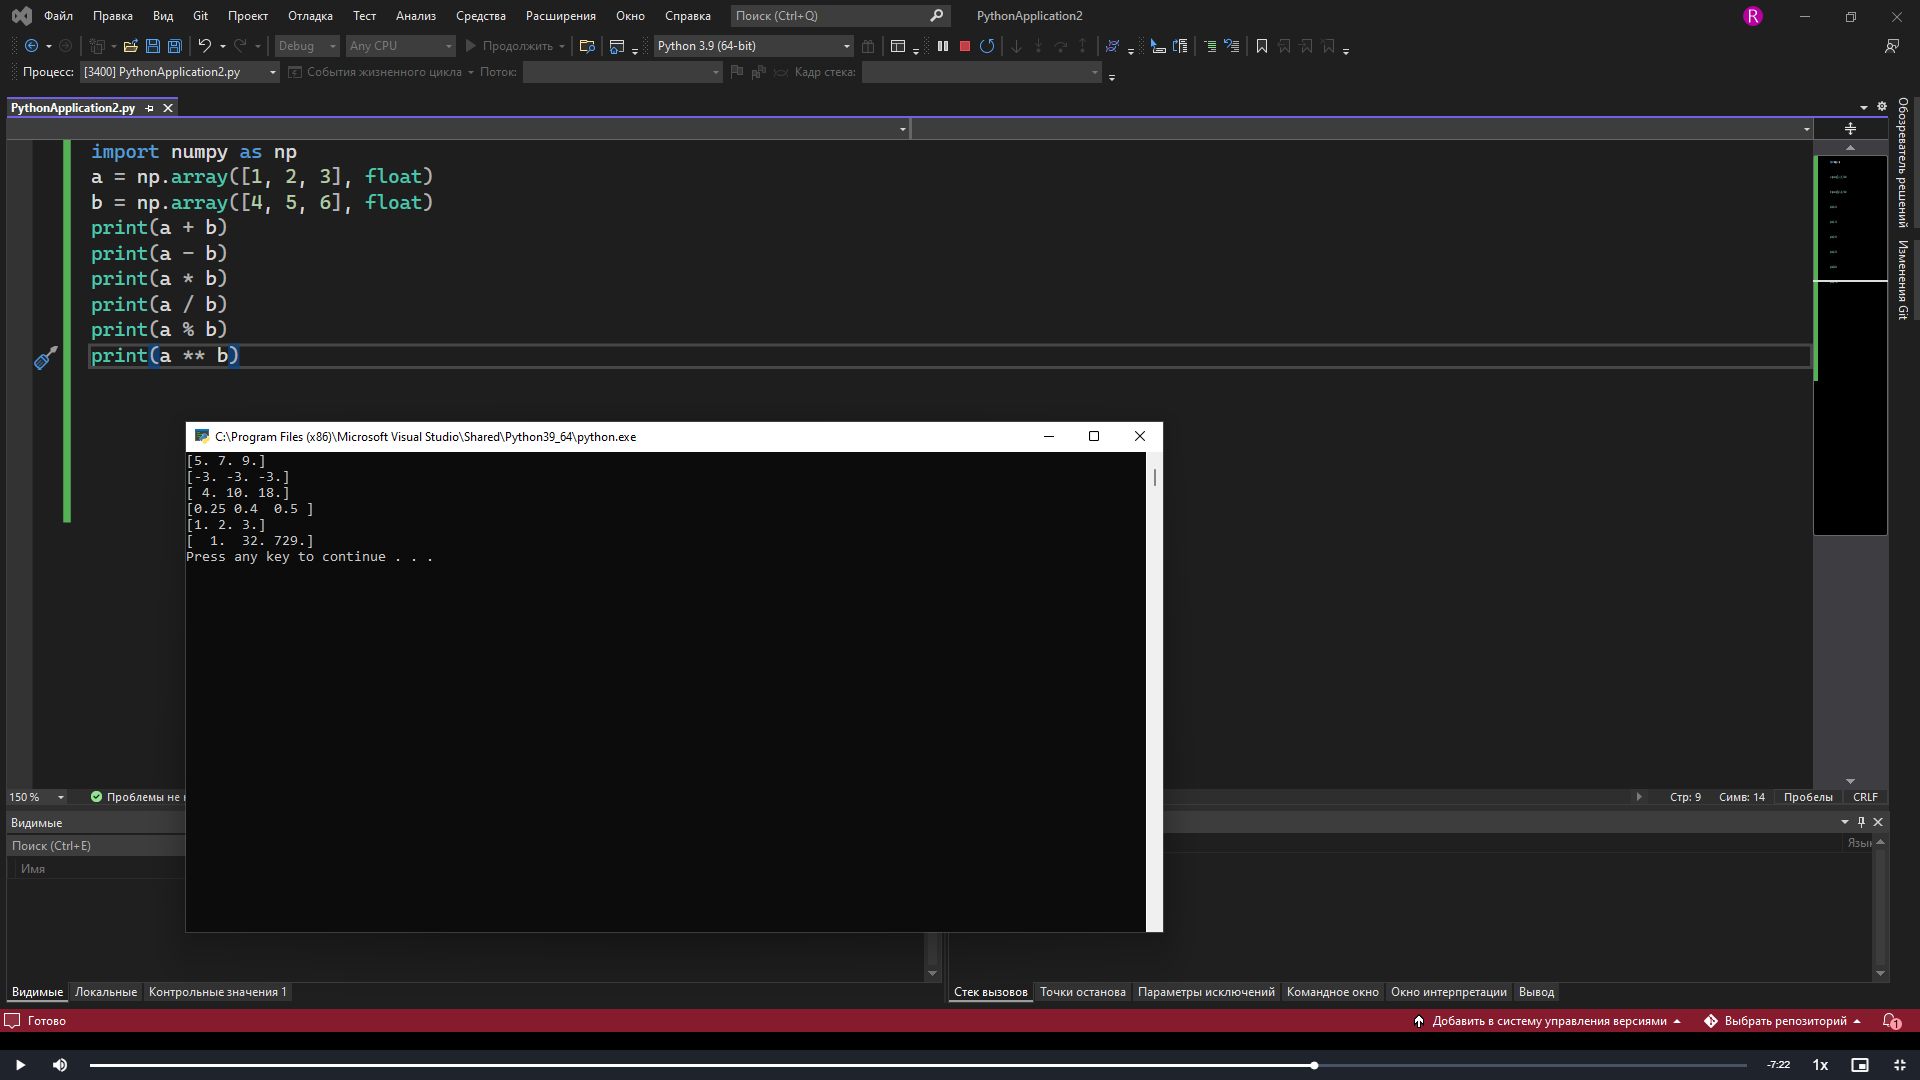 Файл Правка Вид Git Проект Отладка Тест Анализ Средства Расширения Окно Справка Поиск (Ctrl+Q) PythonApplication2 R
Debug Any CPU Продолжить Python 3.9 (64-bit)
Процесс: [3400] PythonApplication2.py События жизненного цикла Поток: Кадр стека:
PythonApplication2.py
Обозреватель решений
Изменения Git
import numpy as np
a = np.array([1, 2, 3], float)
b = np.array([4, 5, 6], float)
print(a + b)
print(a - b)
print(a * b)
print(a / b)
print(a % b)
print(a ** b)
C:\Program Files (x86)\Microsoft Visual Studio\Shared\Python39_64\python.exe
[5. 7. 9.]
[-3. -3. -3.]
[ 4. 10. 18.]
[0.25 0.4  0.5 ]
[1. 2. 3.]
[  1.  32. 729.]
Press any key to continue . . .
150 % Проблемы не Стр: 9 Симв: 14 Пробелы CRLF
Видимые
Поиск (Ctrl+E)
Имя
Язык
Видимые Локальные Контрольные значения 1 Стек вызовов Точки останова Параметры исключений Командное окно Окно интерпретации Вывод
Готово Добавить в систему управления версиями Выбрать репозиторий 1
-7:22 1x